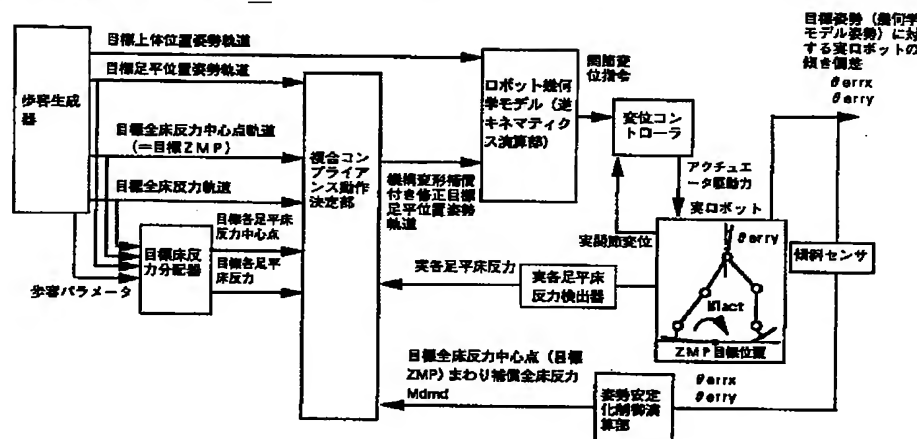 目標上体位置姿勢軌道
目標足平位置姿勢軌道
歩容生成
器
目標全床反力中心点軌道
(=目標ZMP)
目標全床反力軌道
目標各足平床
反力中心点
目標各足平
床反力
目標床反
力分配器
歩容パラメータ
複合コン
プライア
ンス動作
決定部
機構変形補償
付き修正目標
足平位置姿勢
軌道
ロボット幾何
学モデル(逆
キネマティク
ス演算部)
関節変
位指令
変位コント
ローラ
アクチュエ
ータ駆動力
実関節変位
実ロボット
θerry
Mact
ZMP目標位置
目標姿勢(幾何学
モデル姿勢)に対
する実ロボットの
傾き偏差
θerrx
θerry
傾斜センサ
実各足平床反力
実各足平床
反力検出器
目標全床反力中心点(目標
ZMP)まわり補償全床反力
Mdmd
姿勢安定
化制御演
算部
θerrx
θerry